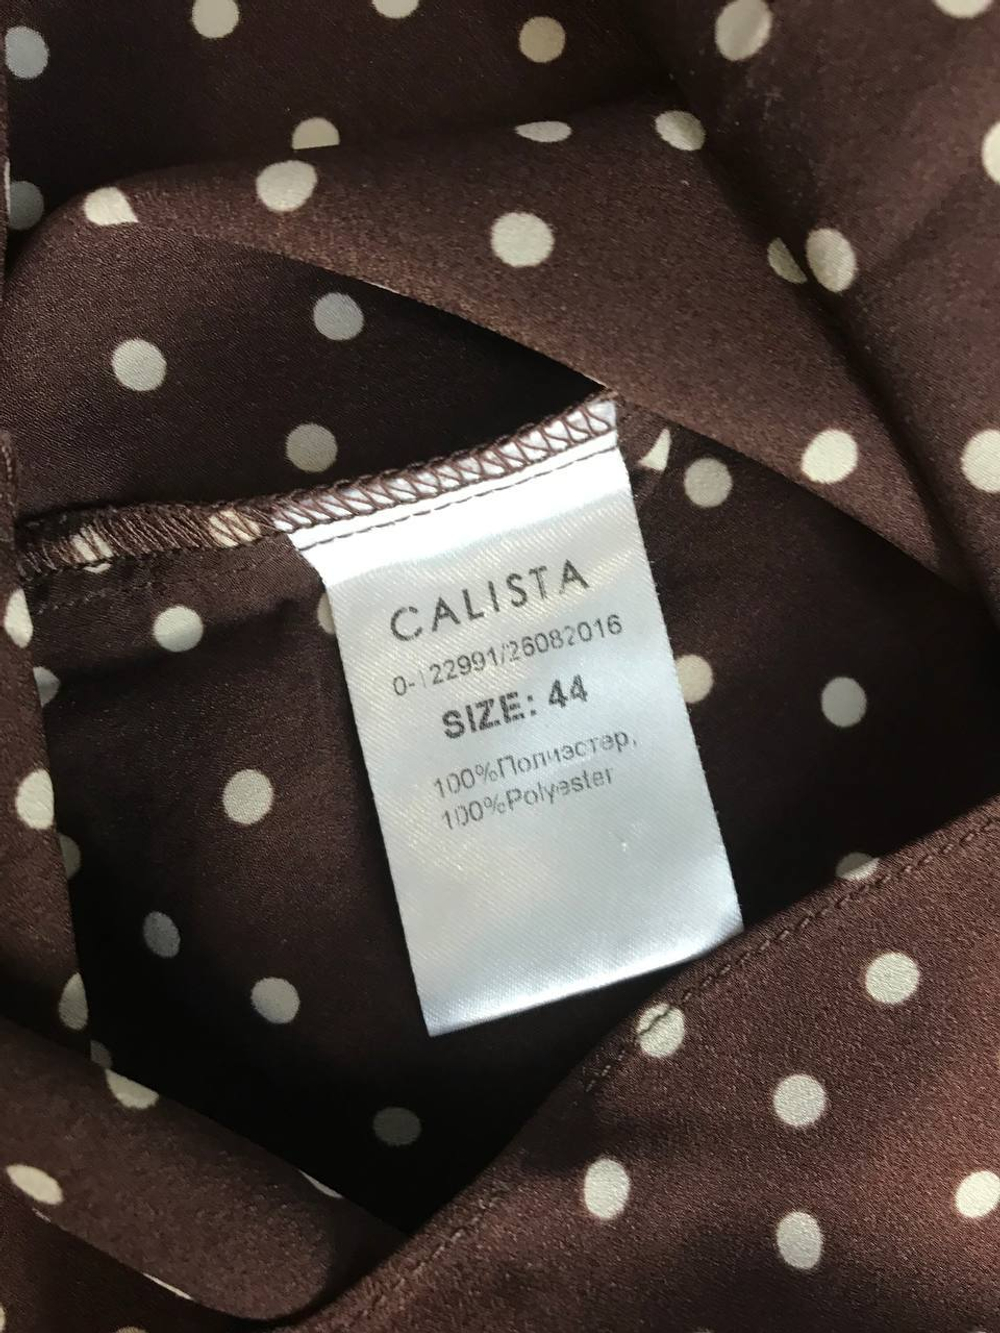 CALISTA
0-122991/26082016
SIZE: 44
100%Полиэстер,
100%Polyester